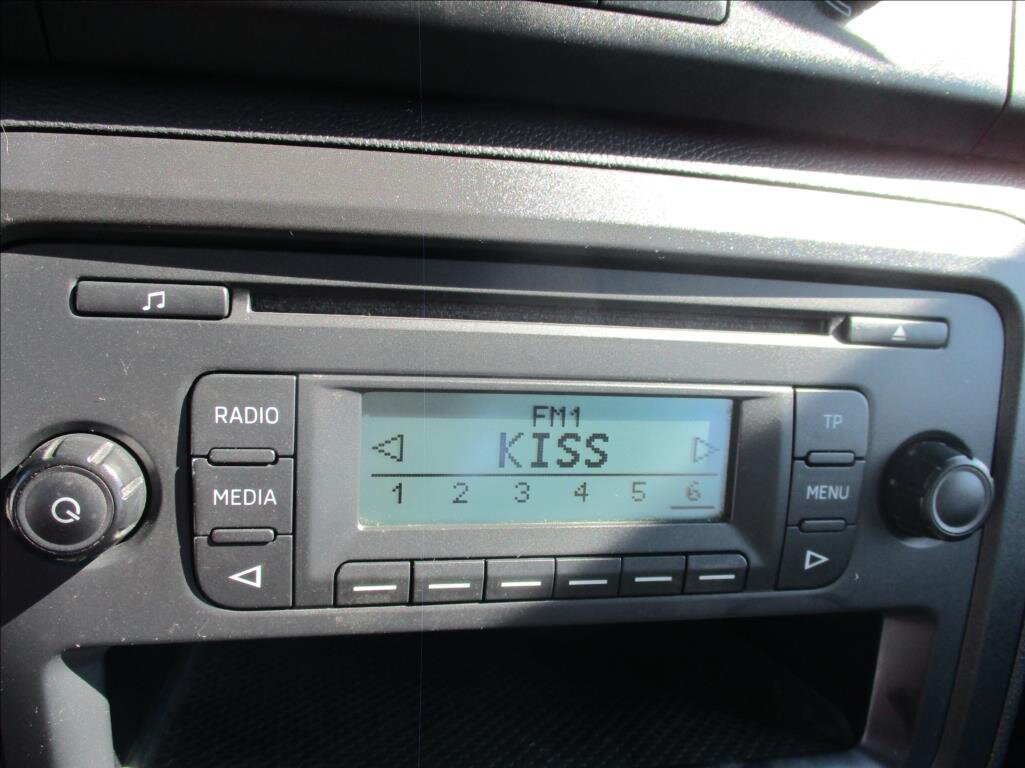 RADIO
MEDIA
FM1
KISS
1 2 3 4 5 6
TP
MENU